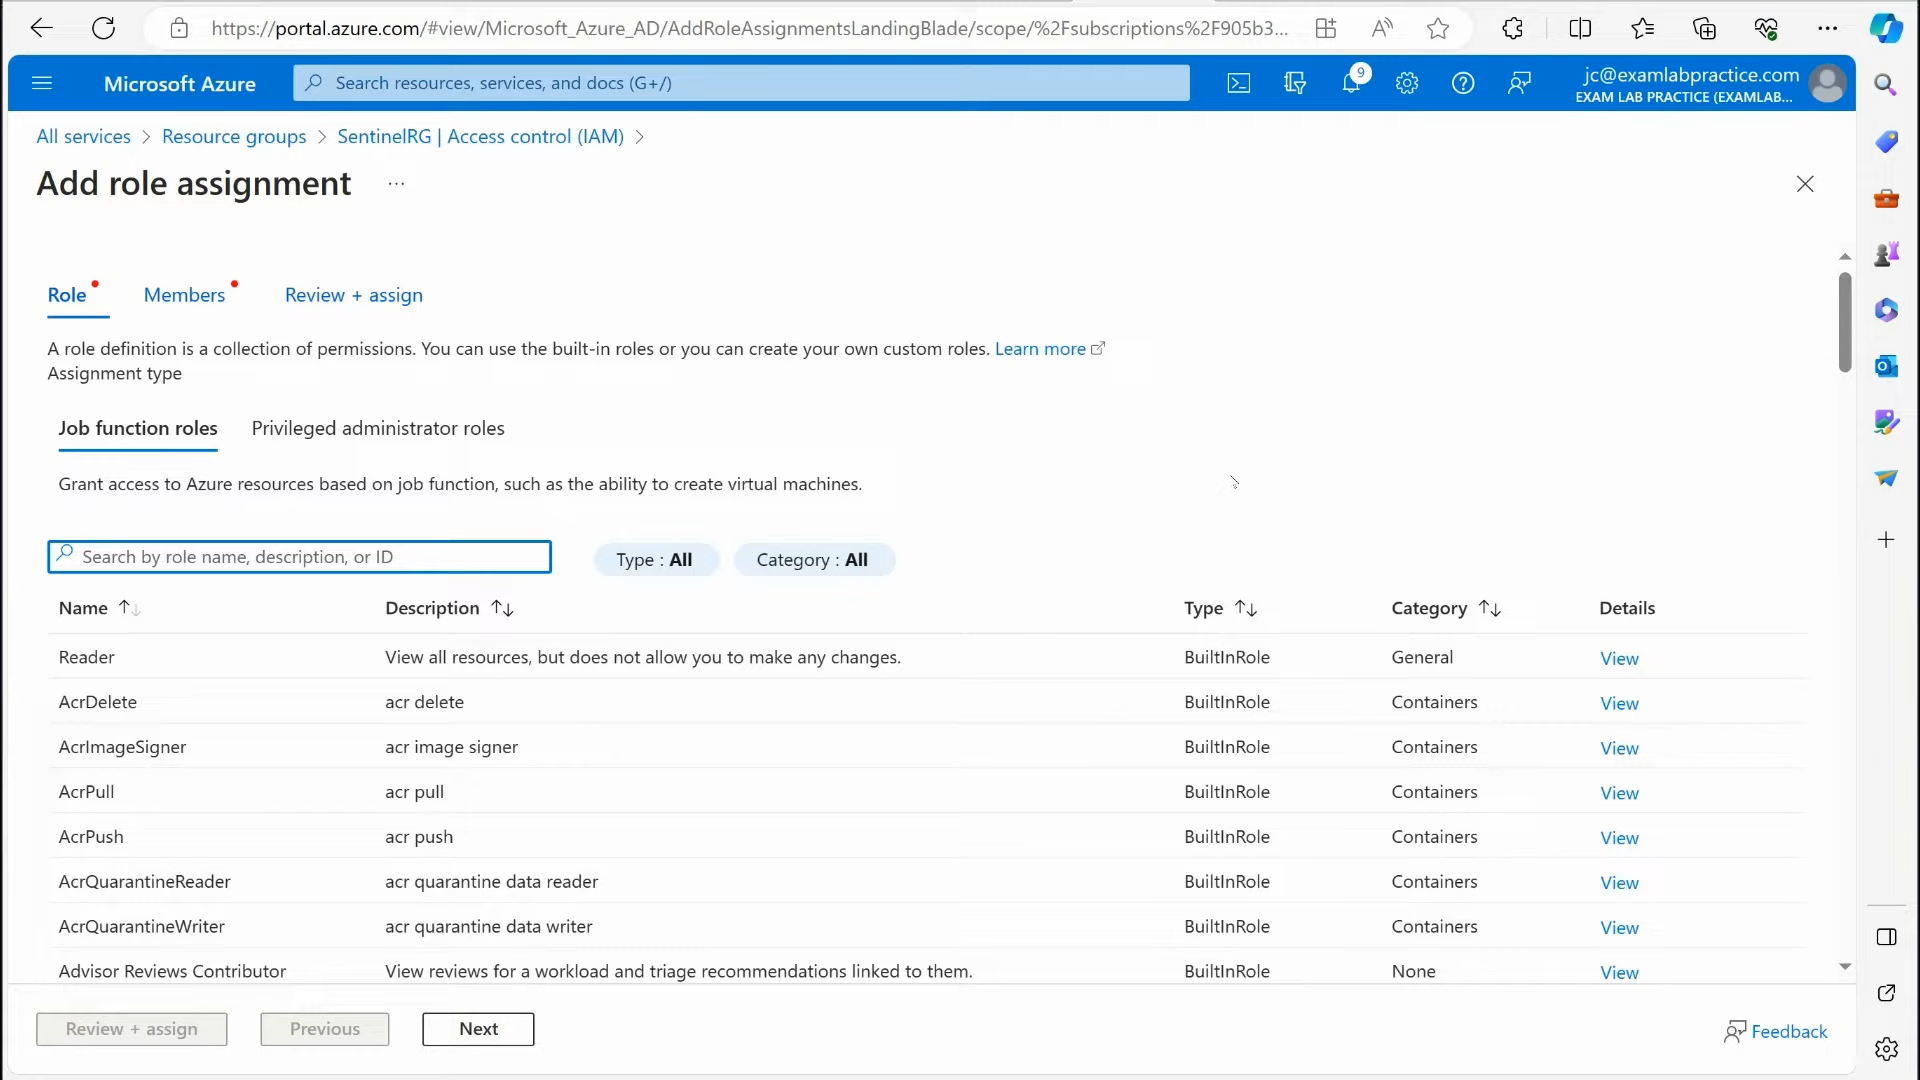 https://portal.azure.com/#view/Microsoft_Azure_AD/AddRoleAssignmentsLandingBlade/scope/%2Fsubscriptions%2F905b3...
Microsoft Azure
Search resources, services, and docs (G+/)
9
jc@examlabpractice.com
EXAM LAB PRACTICE (EXAMLAB...
All services > Resource groups > SentinelRG | Access control (IAM) >
Add role assignment ...
Role Members Review + assign
A role definition is a collection of permissions. You can use the built-in roles or you can create your own custom roles. Learn more
Assignment type
Job function roles Privileged administrator roles
Grant access to Azure resources based on job function, such as the ability to create virtual machines.
Search by role name, description, or ID Type : All Category : All
Name ↑↓ Description ↑↓ Type ↑↓ Category ↑↓ Details
Reader View all resources, but does not allow you to make any changes. BuiltInRole General View
AcrDelete acr delete BuiltInRole Containers View
AcrImageSigner acr image signer BuiltInRole Containers View
AcrPull acr pull BuiltInRole Containers View
AcrPush acr push BuiltInRole Containers View
AcrQuarantineReader acr quarantine data reader BuiltInRole Containers View
AcrQuarantineWriter acr quarantine data writer BuiltInRole Containers View
Advisor Reviews Contributor View reviews for a workload and triage recommendations linked to them. BuiltInRole None View
Review + assign Previous Next Feedback